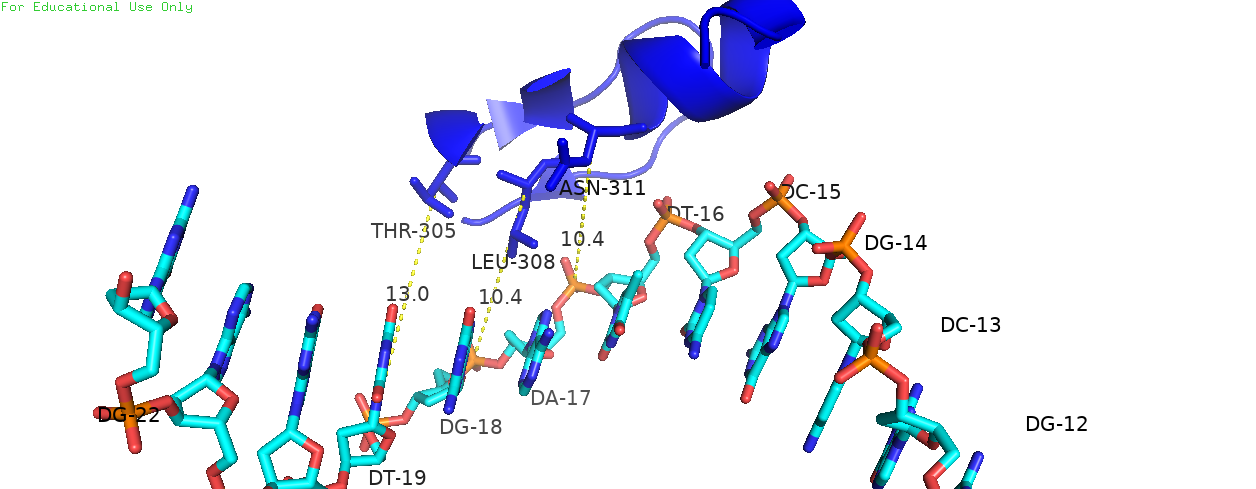 For Educational Use Only
ASN-311
DC-15
DT-16
THR-305
10.4
DG-14
LEU-308
13.0
10.4
DC-13
DA-17
DG-22
DG-18
DG-12
DT-19